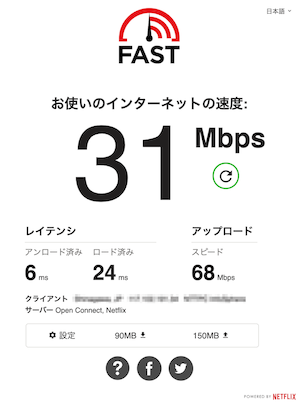 日本語
FAST
お使いのインターネットの速度:
31 Mbps
レイテンシ アップロード
アンロード済み ロード済み スピード
6 ms 24 ms 68 Mbps
クライアント
サーバー Open Connect, Netflix
設定 90MB 150MB
?
POWERED BY NETFLIX